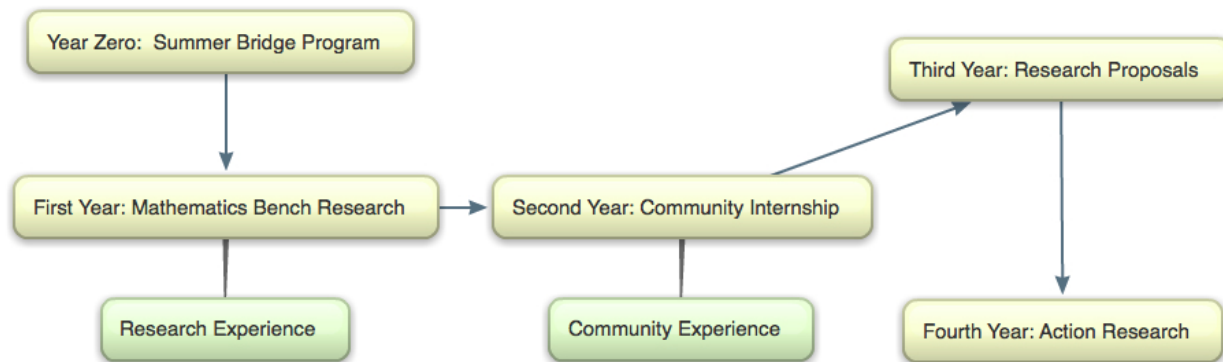 Year Zero:  Summer Bridge Program
Third Year: Research Proposals
First Year: Mathematics Bench Research
Second Year: Community Internship
Research Experience
Community Experience
Fourth Year: Action Research